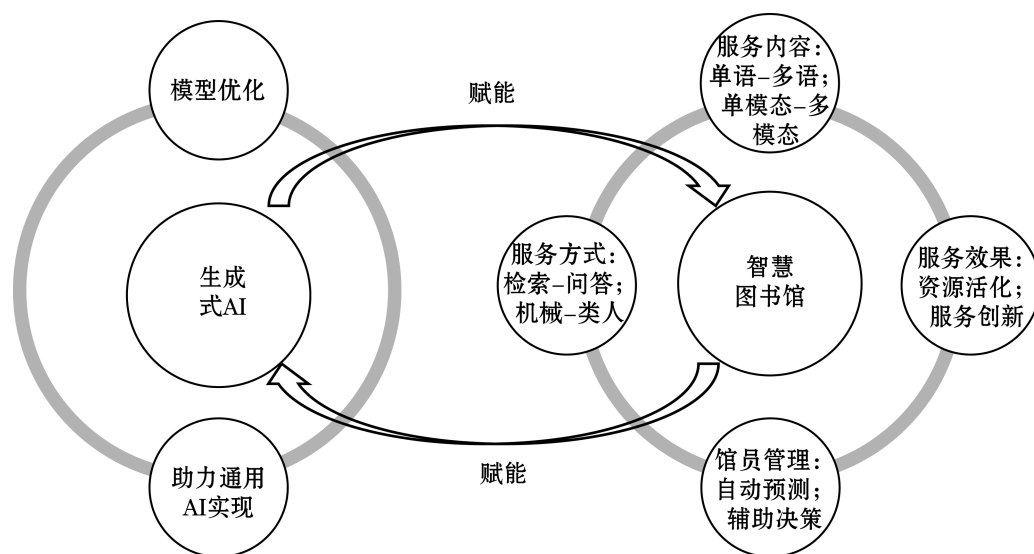 模型优化
赋能
服务内容：
单语–多语；
单模态–多
模态
生成
式AI
服务方式：
检索–问答；
机械–类人
智慧
图书馆
服务效果：
资源活化；
服务创新
助力通用
AI实现
赋能
馆员管理：
自动预测；
辅助决策